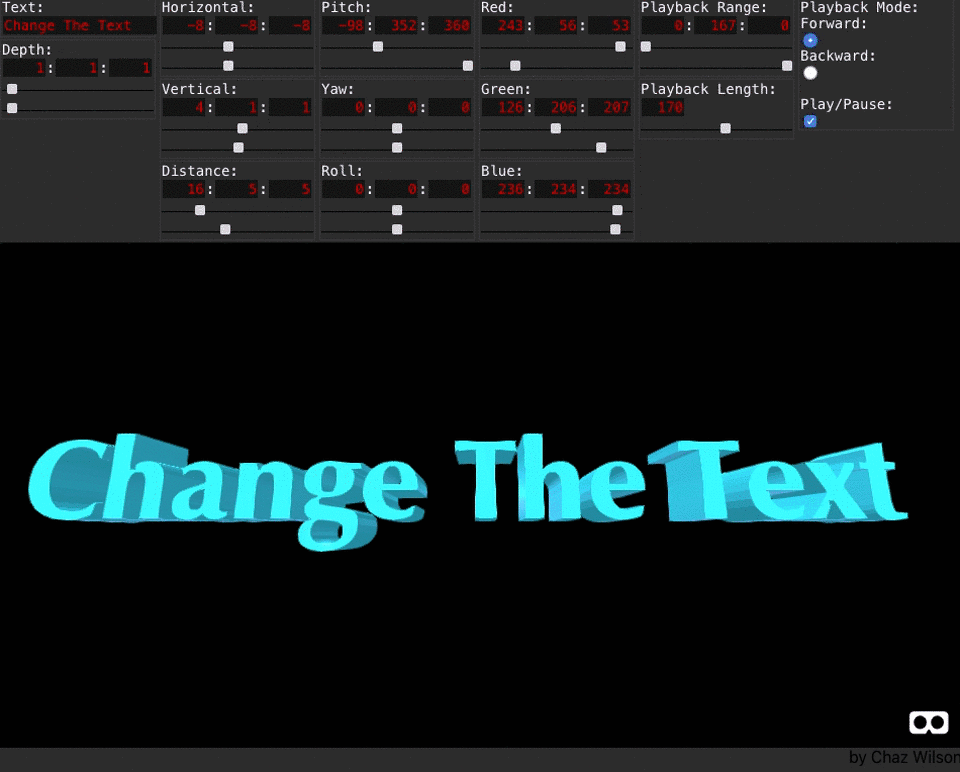 Text:
Change The Text
Depth:
1: 1: 1
Horizontal:
-8: -8: -8
Vertical:
4: 1: 1
Distance:
16: 5: 5
Pitch:
-98: 352: 360
Yaw:
0: 0: 0
Roll:
0: 0: 0
Red:
243: 56: 53
Green:
126: 206: 207
Blue:
236: 234: 234
Playback Range:
0: 167: 0
Playback Length:
170
Playback Mode:
Forward:
Backward:
Play/Pause:
Change The Text
by Chaz Wilson